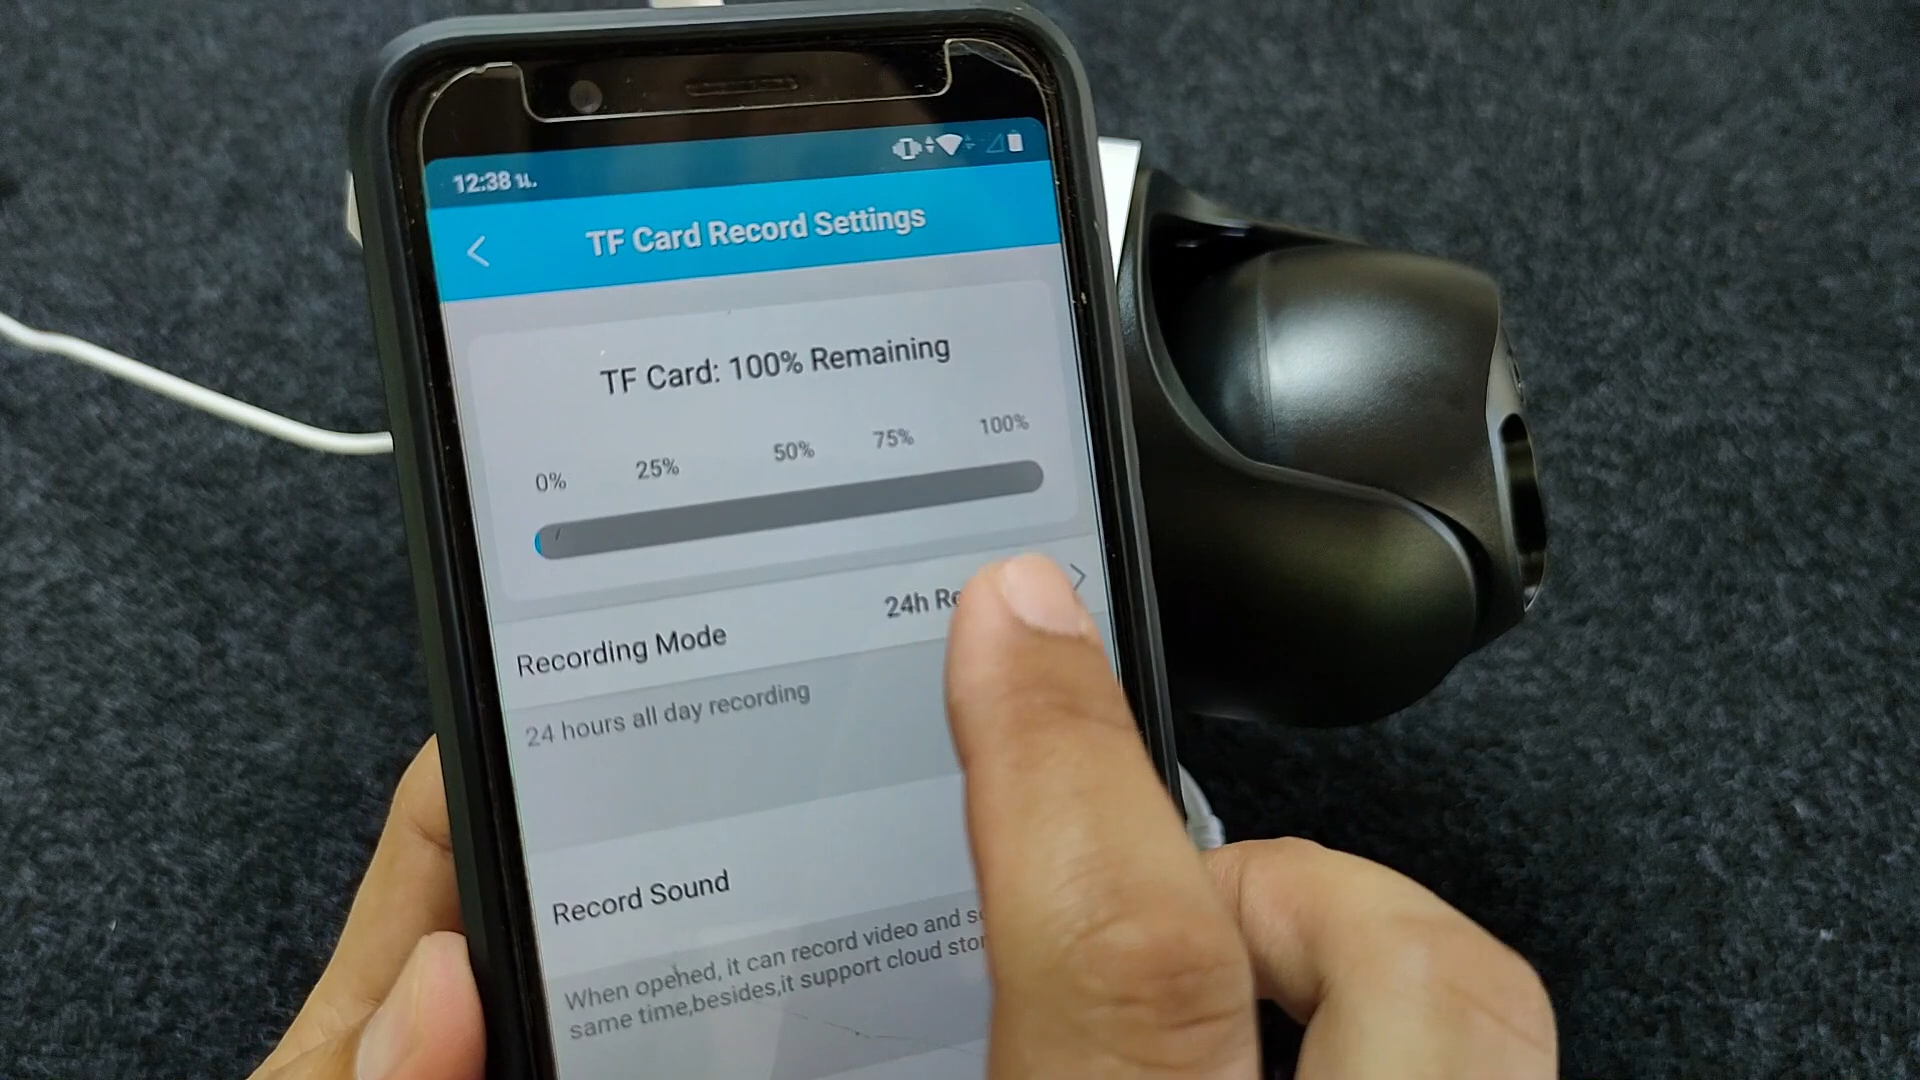 12:38 น.
TF Card Record Settings
TF Card: 100% Remaining
0% 25% 50% 75% 100%
Recording Mode 24h
24 hours all day recording
Record Sound
When opened, it can record video and
same time,besides,it support cloud